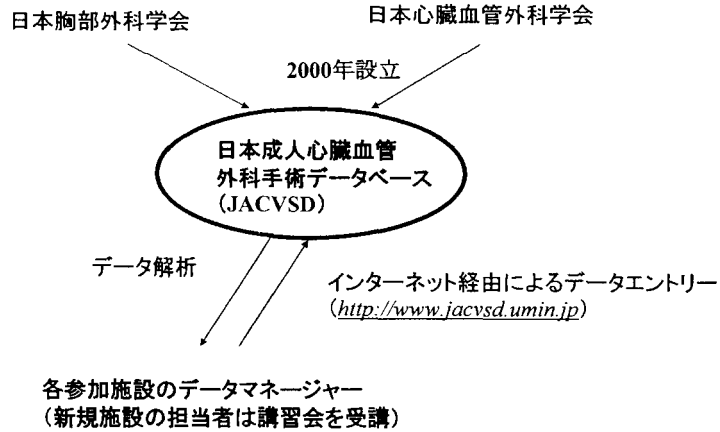 日本胸部外科学会
日本心臓血管外科学会
2000年設立
日本成人心臓血管
外科手術データベース
（JACVSD）
データ解析
インターネット経由によるデータエントリー
（http://www.jacvsd.umin.jp）
各参加施設のデータマネージャー
（新規施設の担当者は講習会を受講）